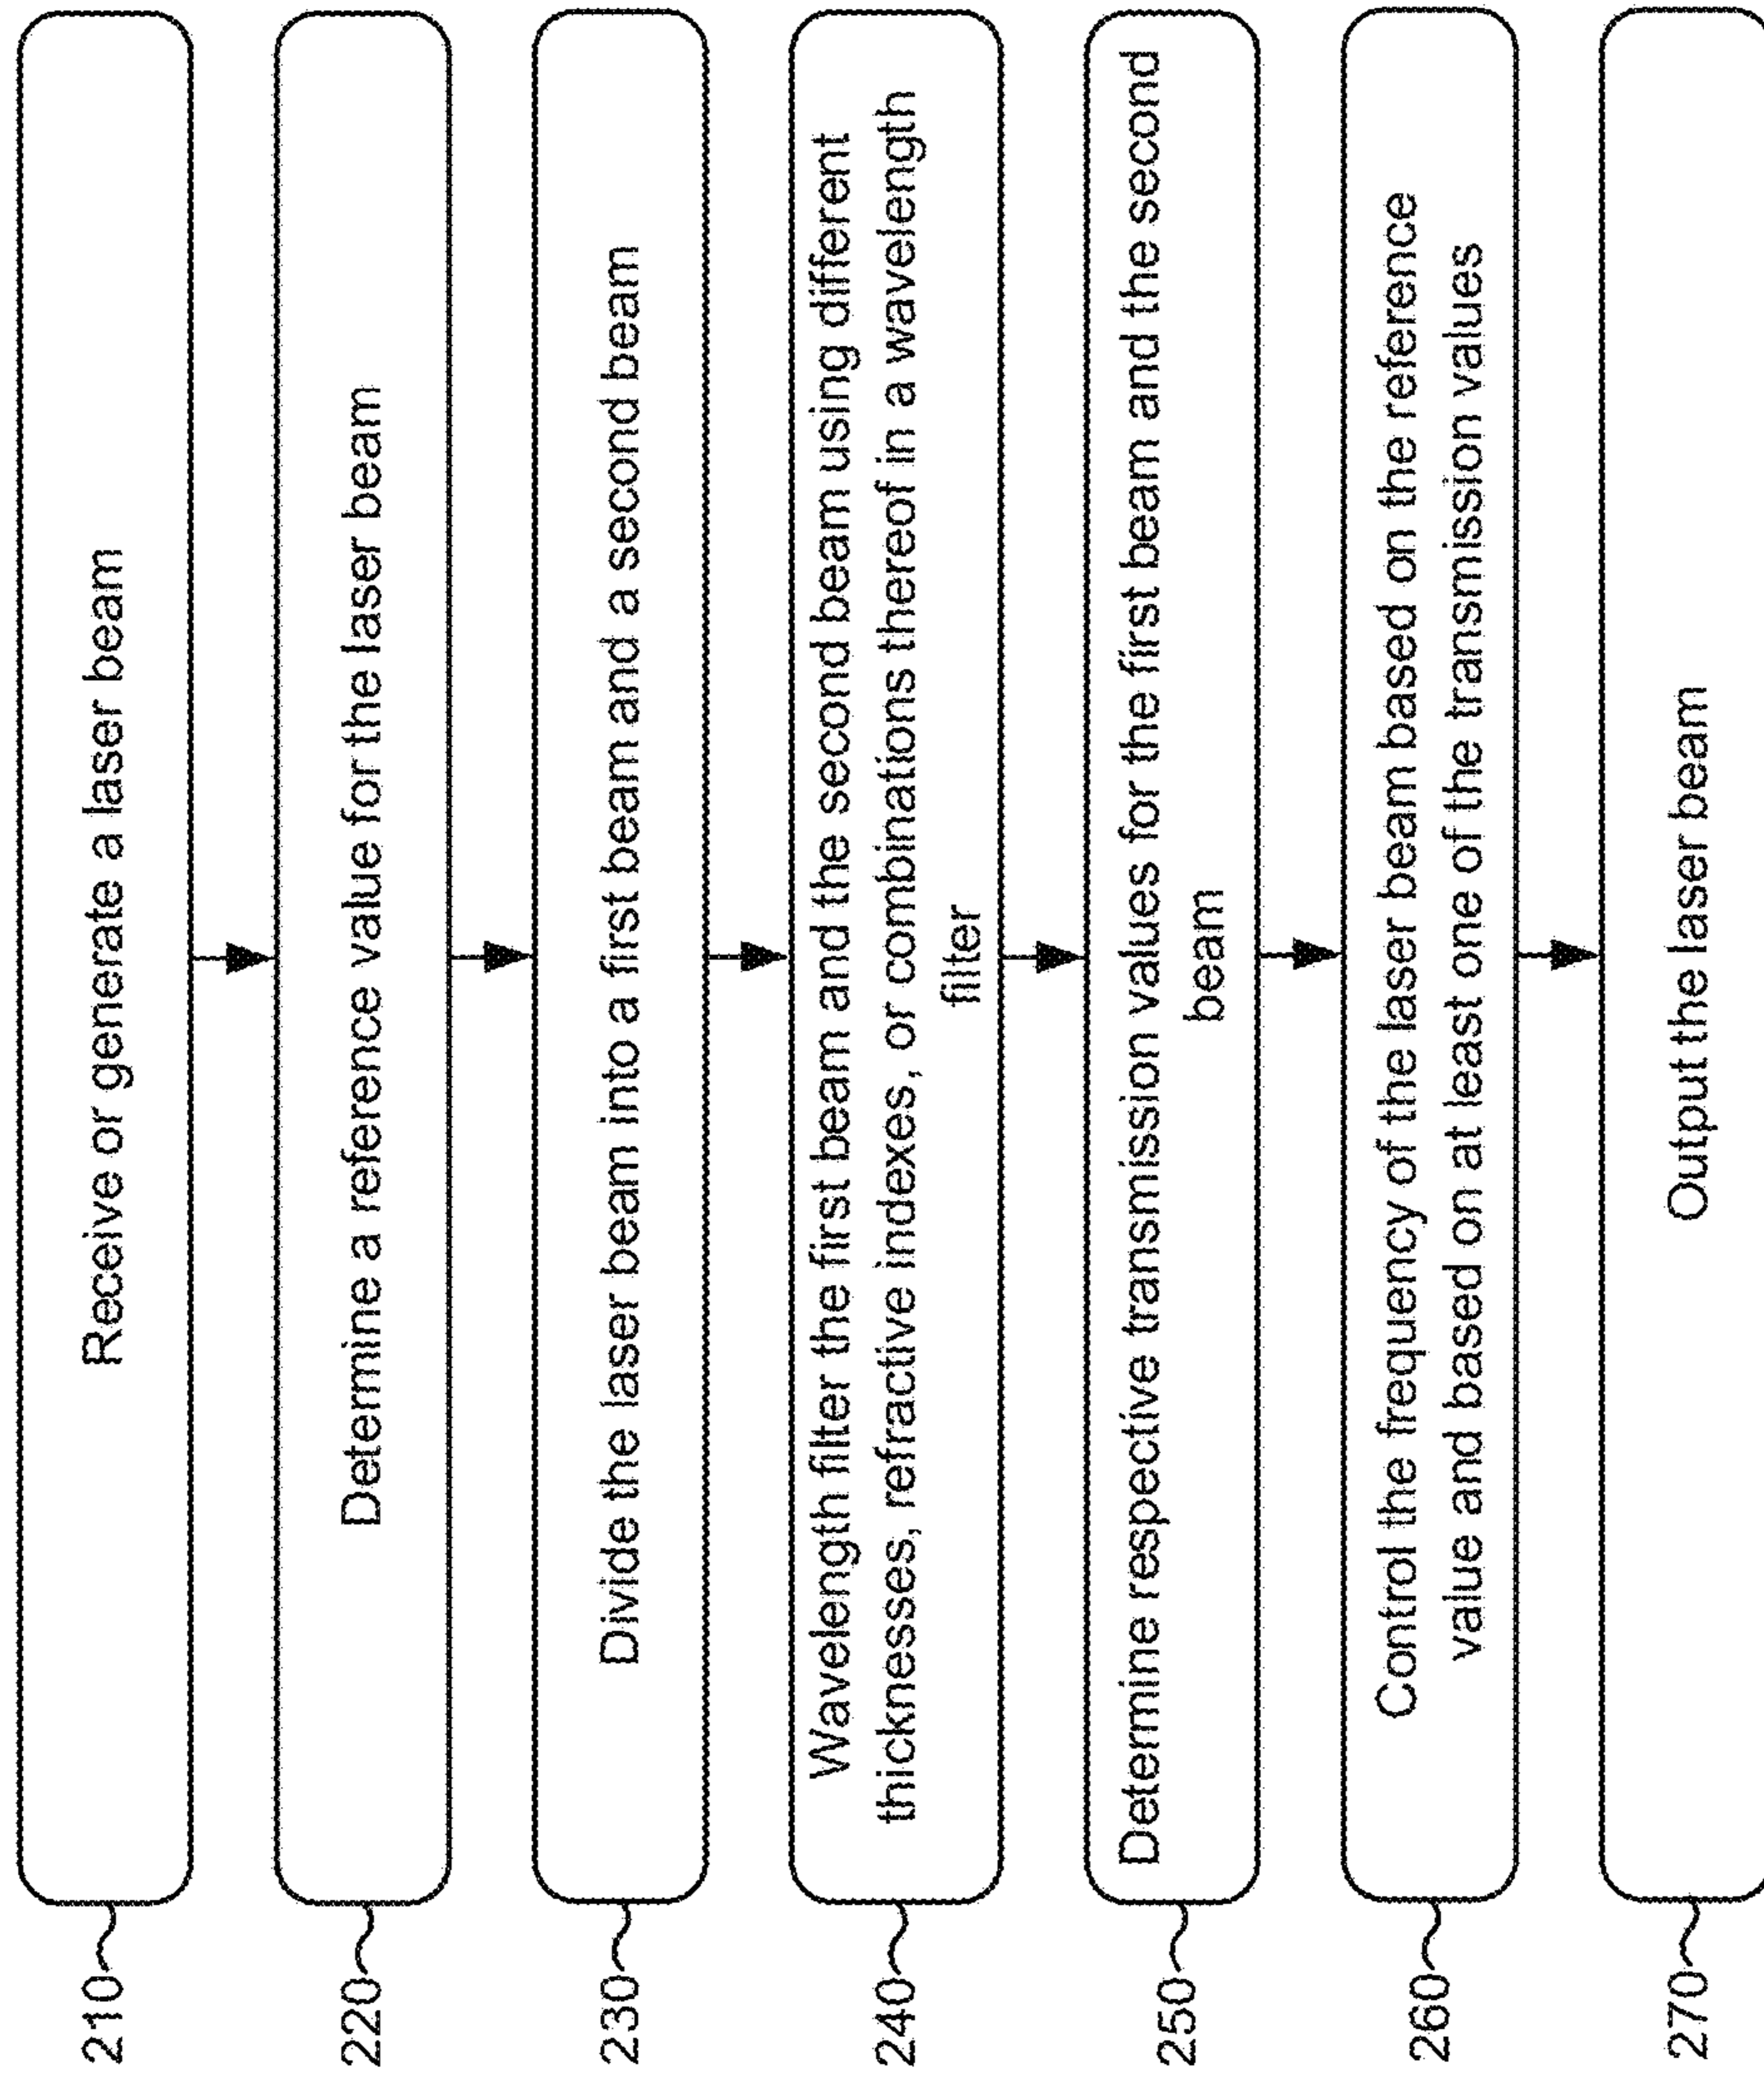 210
Receive or generate a laser beam
220
Determine a reference value for the laser beam
230
Divide the laser beam into a first beam and a second beam
240
Wavelength filter the first beam and the second beam using different
thicknesses, refractive indexes, or combinations thereof in a wavelength
filter
250
Determine respective transmission values for the first beam and the second
beam
260
Control the frequency of the laser beam based on the reference
value and based on at least one of the transmission values
270
Output the laser beam